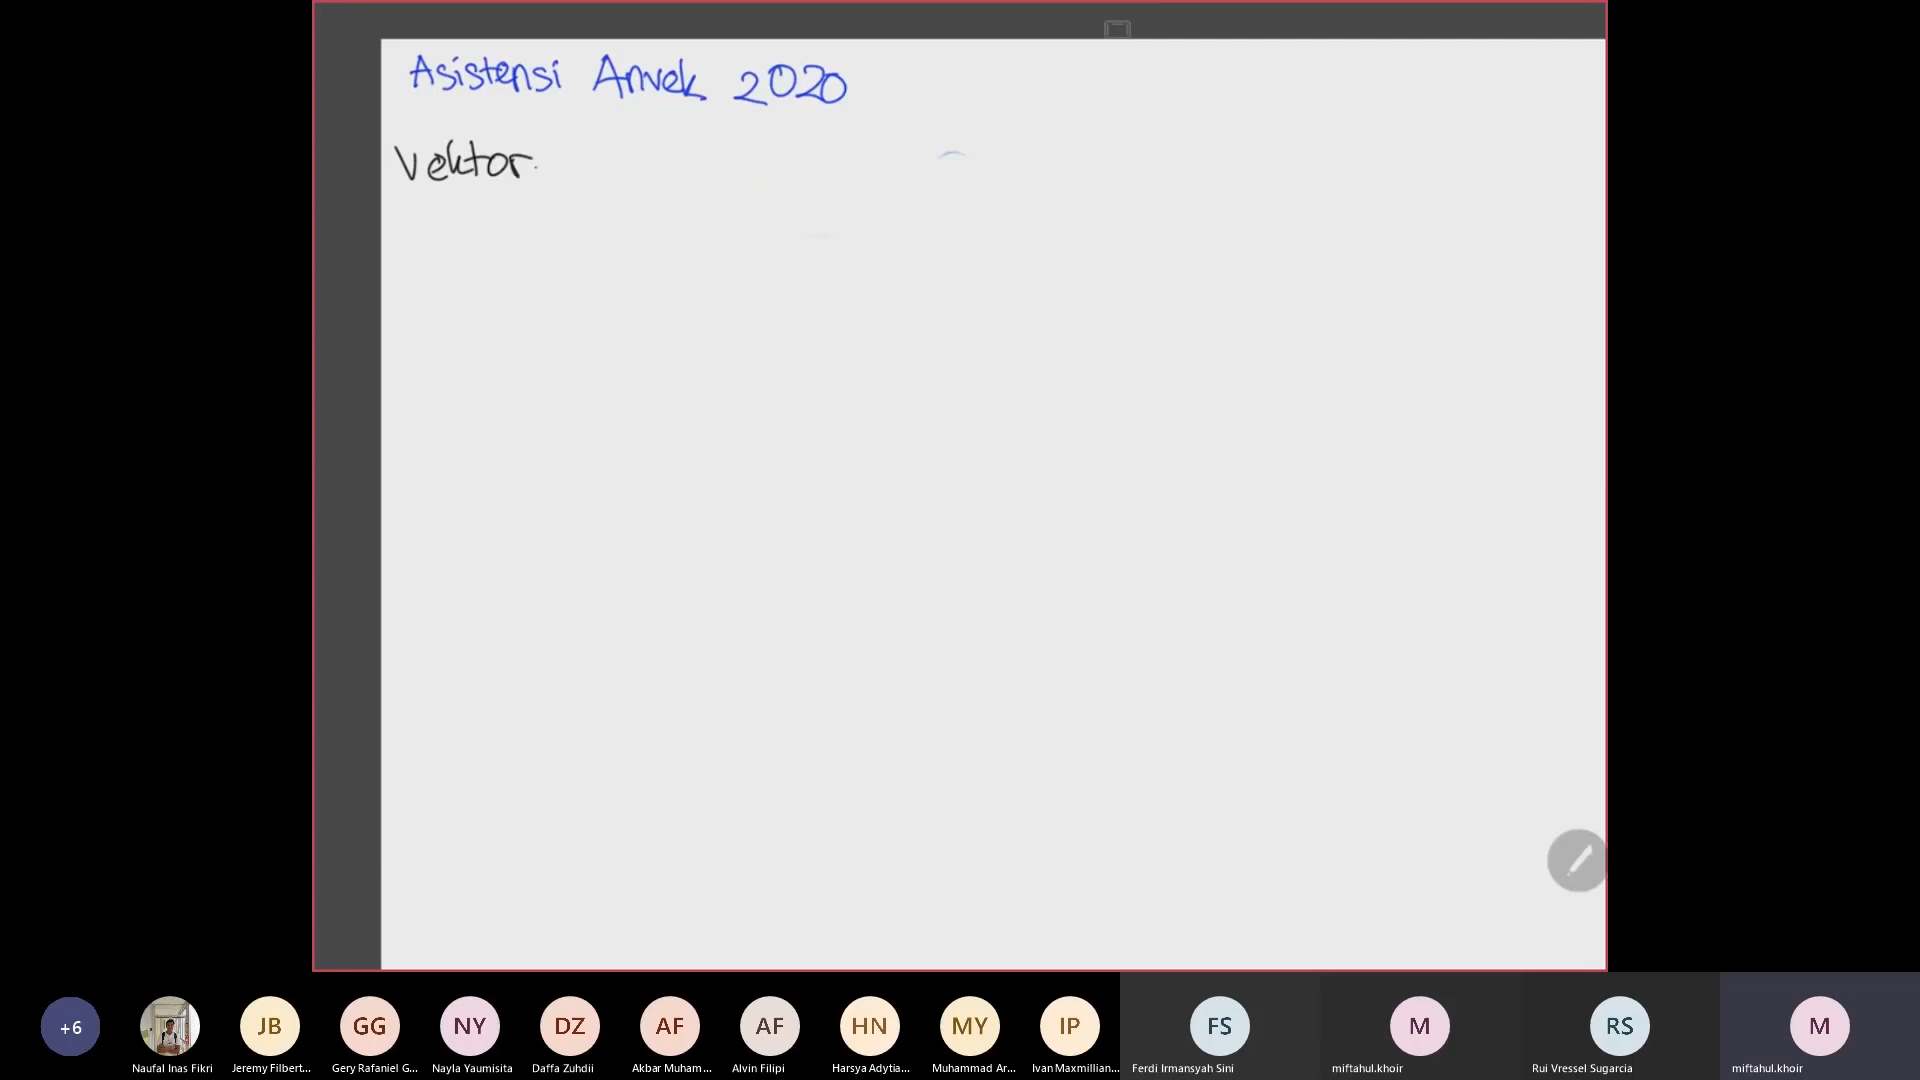 Asistensi Anvek 2020
Vektor.
+6
JB
GG
NY
DZ
AF
AF
HN
MY
IP
FS
M
RS
M
Naufal Inas Fikri
Jeremy Filbert...
Gery Rafaniel G...
Nayla Yaumisita
Daffa Zuhdii
Akbar Muham...
Alvin Filipi
Harsya Adytia...
Muhammad Ar...
Ivan Maxmillian...
Ferdi Irmansyah Sini
miftahul.khoir
Rui Vressel Sugarcia
miftahul.khoir